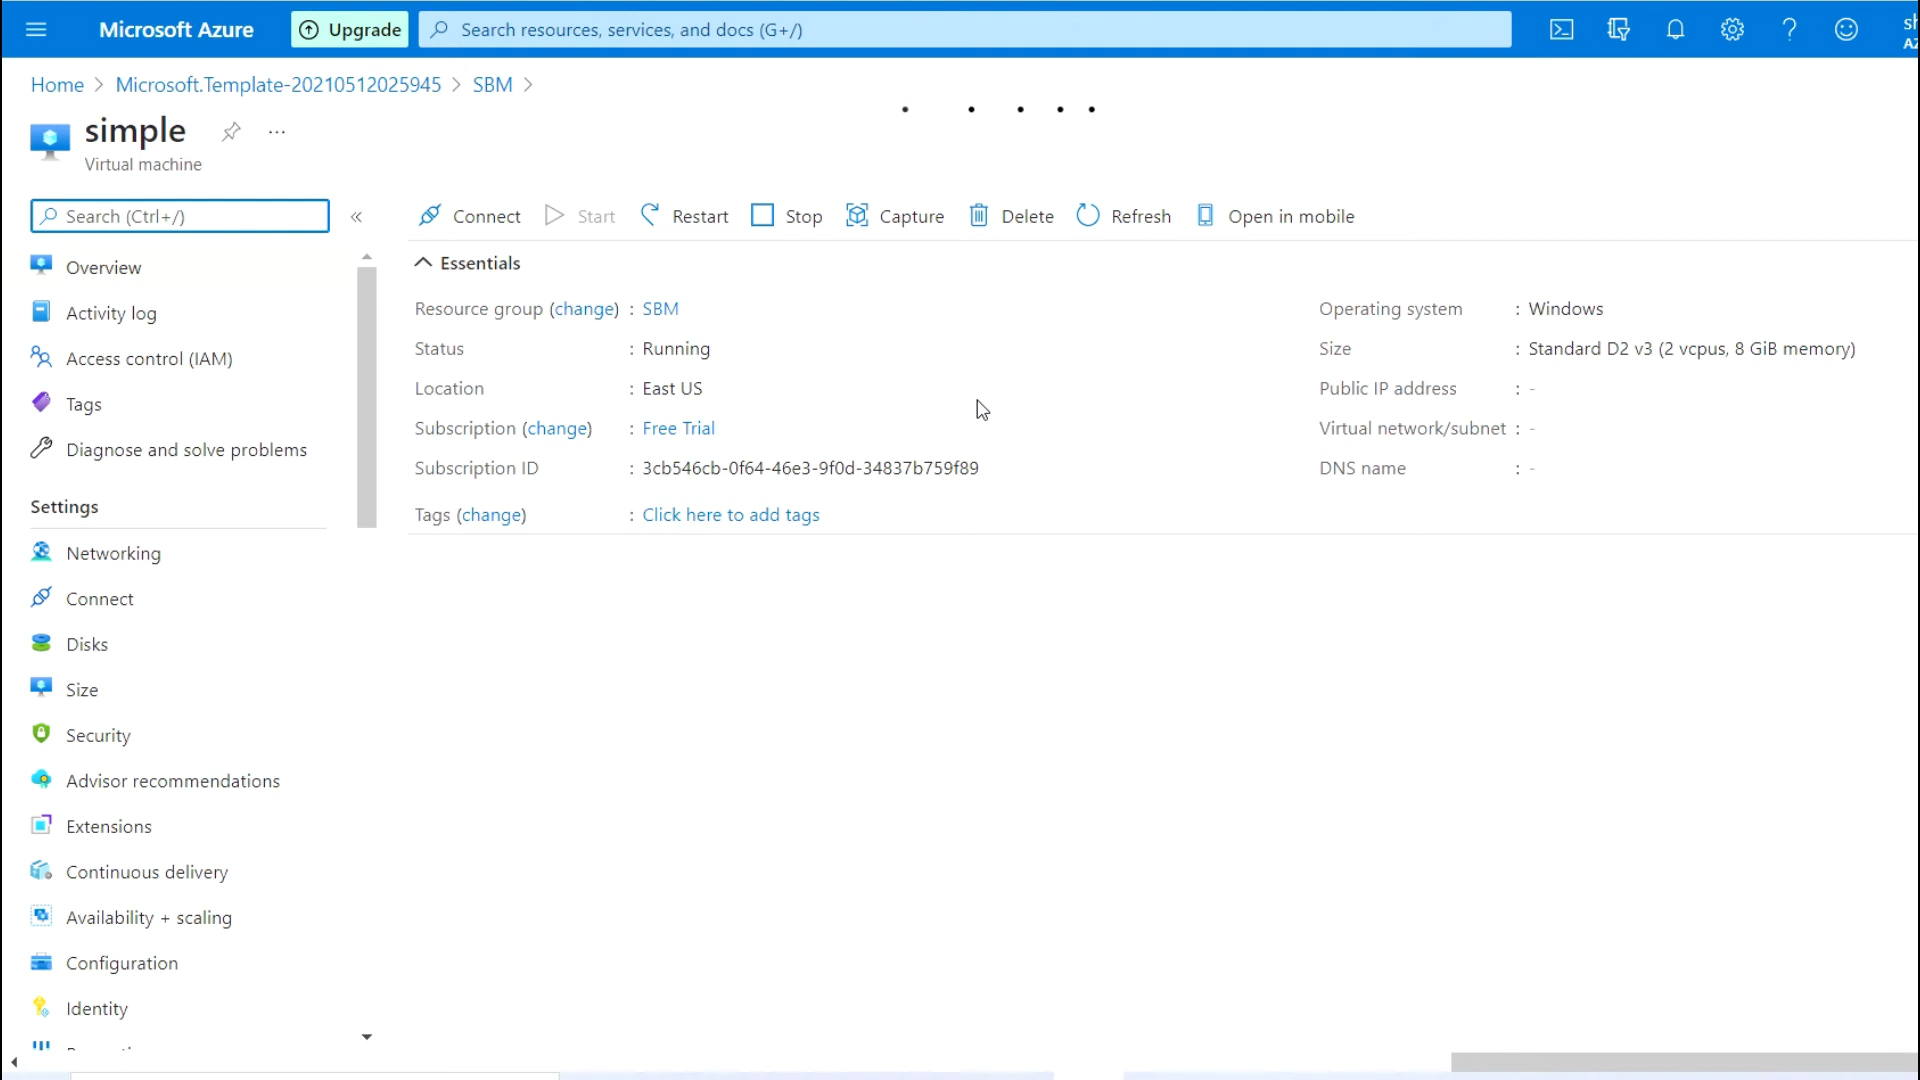 Microsoft Azure
Upgrade
Search resources, services, and docs (G+/)
Home > Microsoft.Template-20210512025945 > SBM >
simple
Virtual machine
Search (Ctrl+/)
«
Connect
Start
Restart
Stop
Capture
Delete
Refresh
Open in mobile
Overview
Activity log
Access control (IAM)
Tags
Diagnose and solve problems
Settings
Networking
Connect
Disks
Size
Security
Advisor recommendations
Extensions
Continuous delivery
Availability + scaling
Configuration
Identity
Essentials
Resource group (change) : SBM
Status : Running
Location : East US
Subscription (change) : Free Trial
Subscription ID : 3cb546cb-0f64-46e3-9f0d-34837b759f89
Tags (change) : Click here to add tags
Operating system : Windows
Size : Standard D2 v3 (2 vcpus, 8 GiB memory)
Public IP address : -
Virtual network/subnet : -
DNS name : -